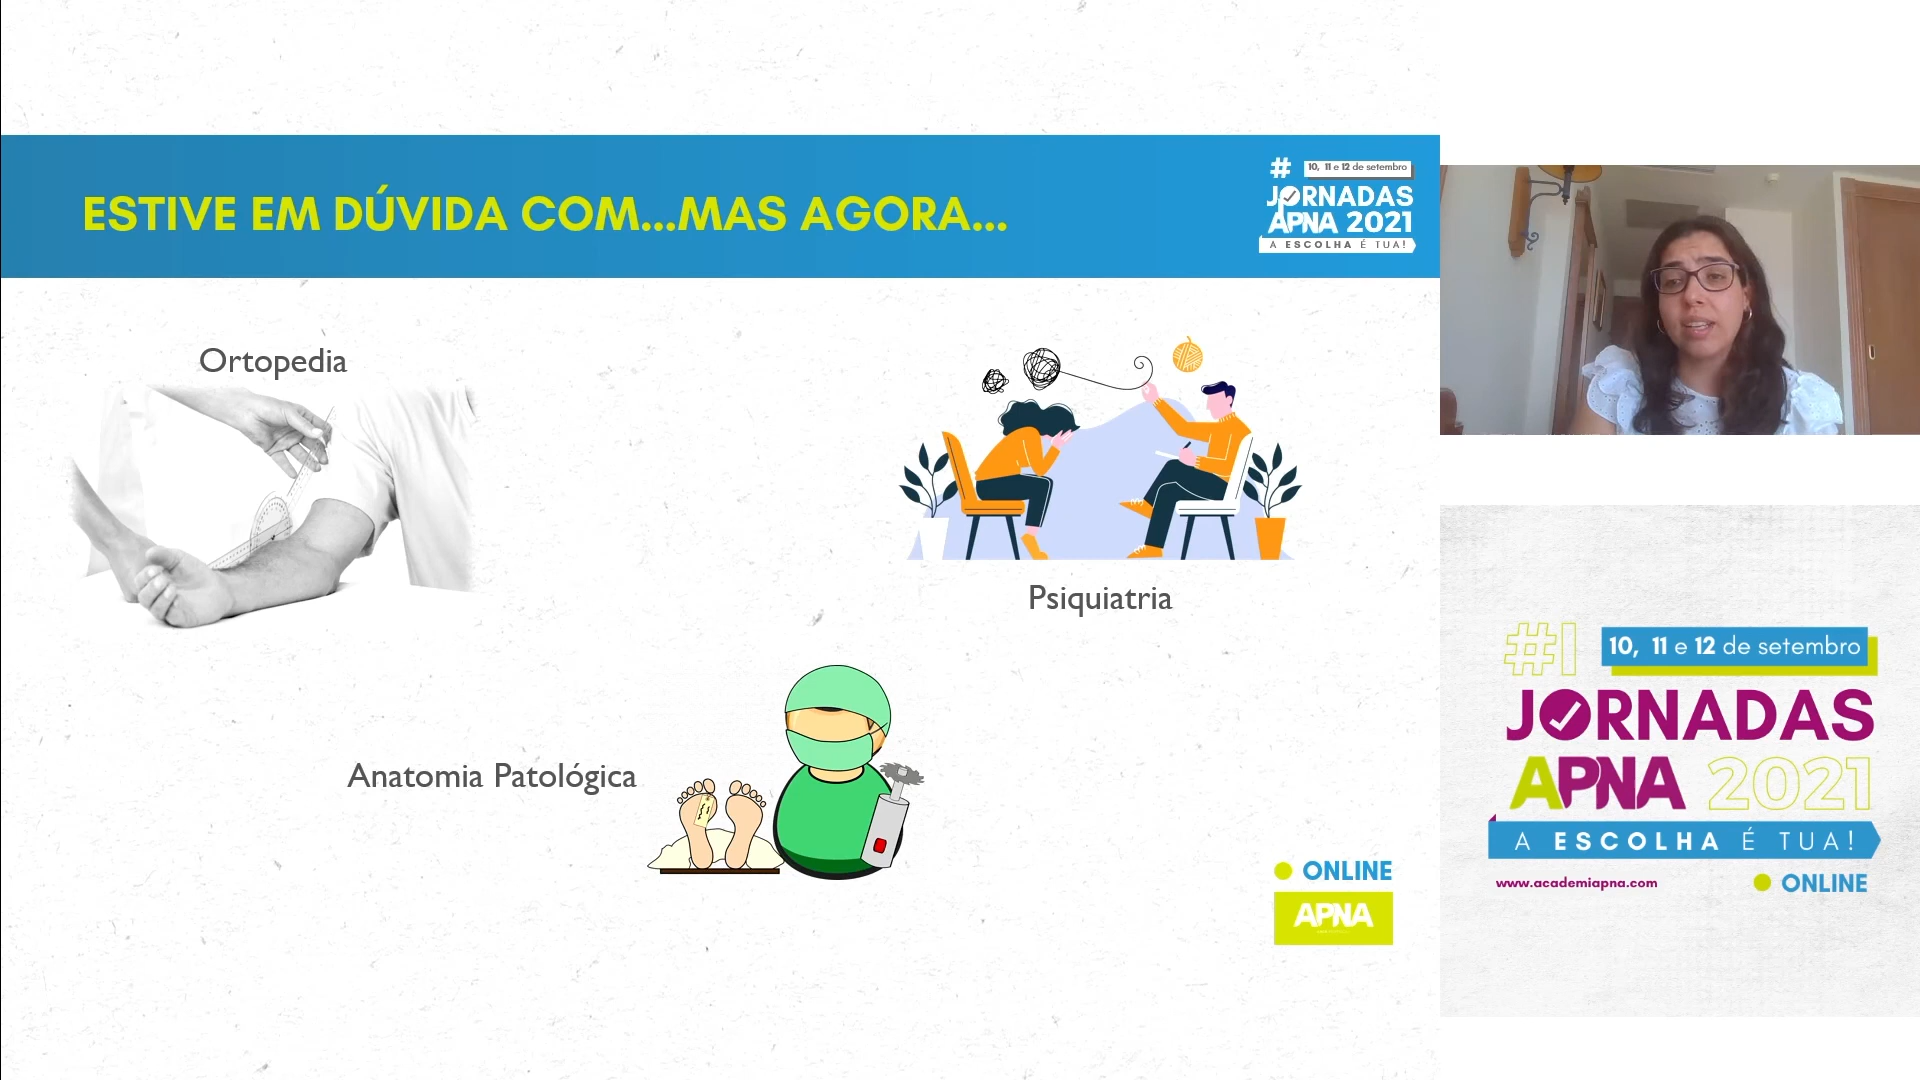 ESTIVE EM DÚVIDA COM...MAS AGORA...
# 10, 11 e 12 de setembro
JORNADAS
APNA 2021
A ESCOLHA É TUA!
Ortopedia
Psiquiatria
Anatomia Patológica
ONLINE
APNA
#1 10, 11 e 12 de setembro
JORNADAS
APNA 2021
A ESCOLHA É TUA!
www.academiapna.com
ONLINE